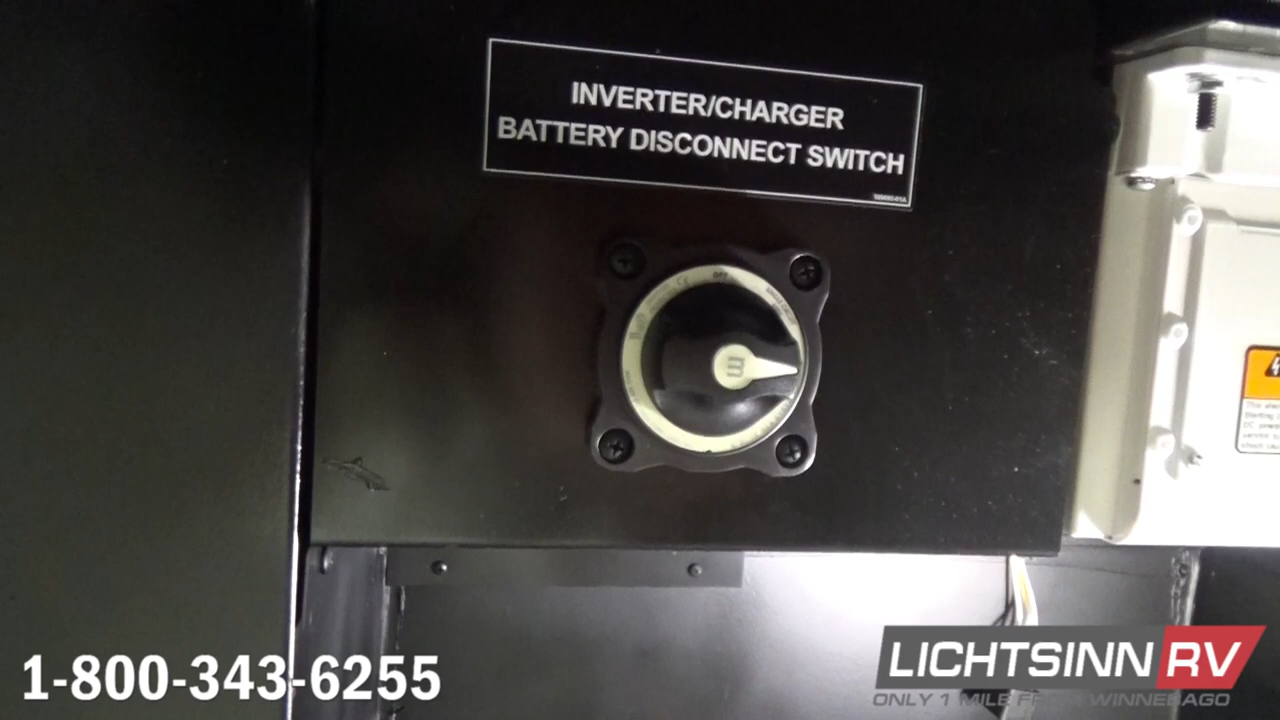 INVERTER/CHARGER
BATTERY DISCONNECT SWITCH
OFF
m
1-800-343-6255
LICHTSINN RV
ONLY 1 MILE FROM WINNEBAGO